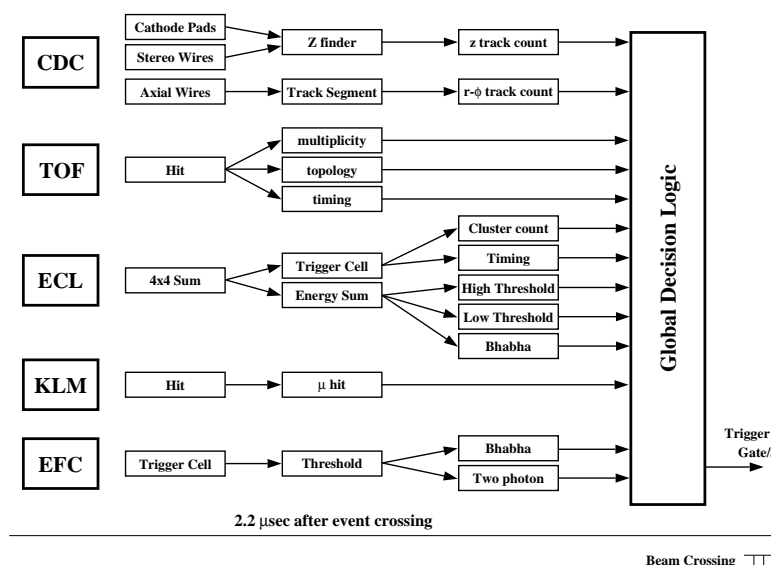 CDC
Cathode Pads
Stereo Wires
Z finder
z track count
Axial Wires
Track Segment
r-φ track count
TOF
Hit
multiplicity
topology
timing
ECL
4x4 Sum
Trigger Cell
Energy Sum
Cluster count
Timing
High Threshold
Low Threshold
Bhabha
KLM
Hit
μ hit
EFC
Trigger Cell
Threshold
Bhabha
Two photon
Global Decision Logic
Trigger
Gate/
2.2 μsec after event crossing
Beam Crossing